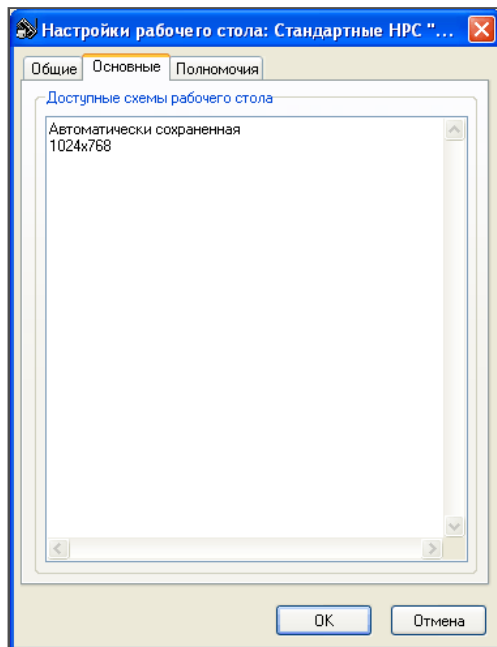 Настройки рабочего стола: Стандартные НРС "...
Общие
Основные
Полномочия
Доступные схемы рабочего стола
Автоматически сохраненная
1024x768
OK
Отмена